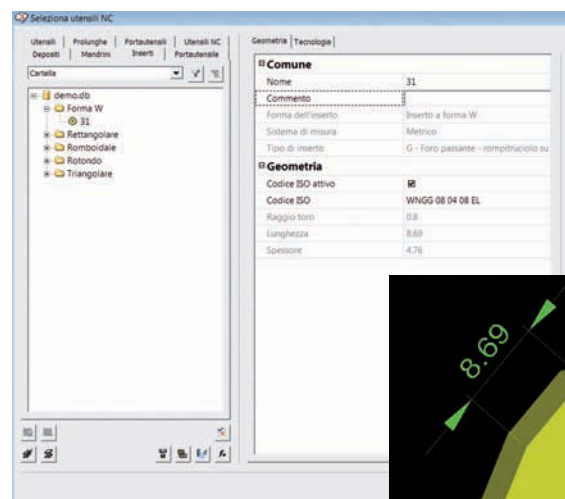 Seleziona utensili NC
Utensili Prolunghe Portautensili Utensili NC
Depositi Mandrini Inserti Portautensile
Geometria Tecnologia
Cartella
demo.db
Forma W
31
Rettangolare
Romboidale
Rotondo
Triangolare
Comune
Nome 31
Commento
Forma dell'inserto Inserto a forma W
Sistema di misura Metrico
Tipo di inserto G - Foro passante - rompitruciolo su
Geometria
Codice ISO attivo
Codice ISO WNGG 08 04 08 EL
Raggio toro 0.8
Lunghezza 8.69
Spessore 4.76
8.69